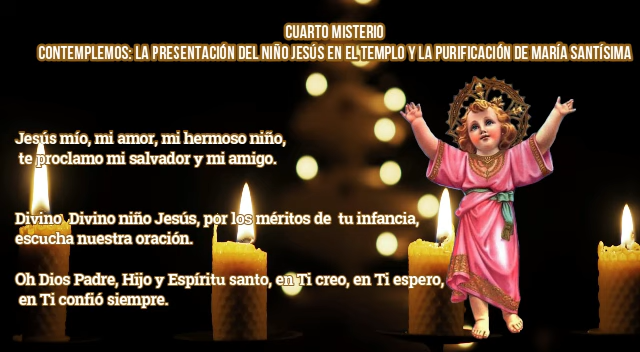 CUARTO MISTERIO
CONTEMPLEMOS: LA PRESENTACIÓN DEL NIÑO JESÚS EN EL TEMPLO Y LA PURIFICACIÓN DE MARÍA SANTÍSIMA
Jesús mío, mi amor, mi hermoso niño,
te proclamo mi salvador y mi amigo.
Divino Divino niño Jesús, por los méritos de tu infancia,
escucha nuestra oración.
Oh Dios Padre, Hijo y Espíritu santo, en Ti creo, en Ti espero,
en Ti confió siempre.